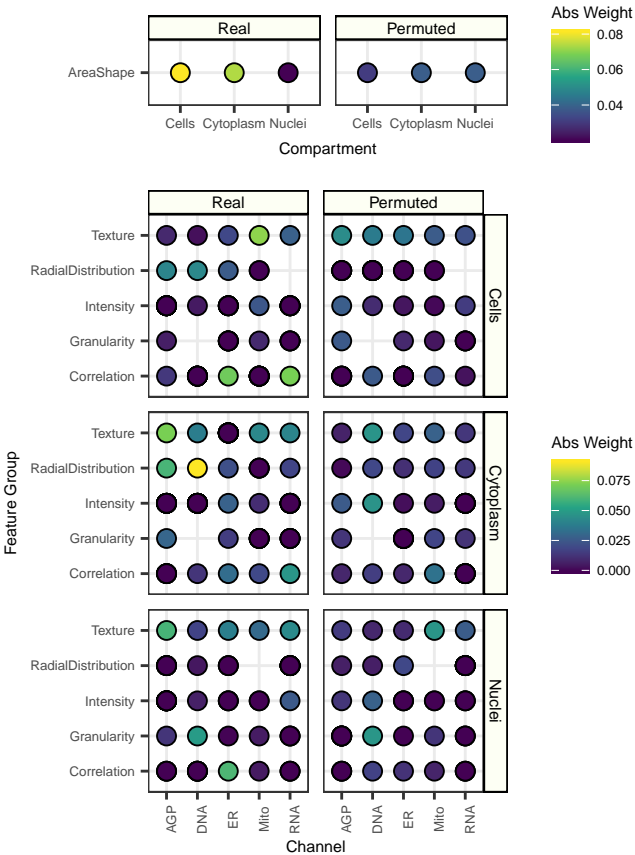 Real Permuted
AreaShape
Cells Cytoplasm Nuclei Cells Cytoplasm Nuclei
Compartment
Abs Weight
0.08
0.04
Real Permuted
Texture
RadialDistribution
Intensity
Granularity
Correlation
Cells
Texture
RadialDistribution
Intensity
Granularity
Correlation
Cytoplasm
Texture
RadialDistribution
Intensity
Granularity
Correlation
Nuclei
Feature Group
AGP DNA ER Mito RNA AGP DNA ER Mito RNA
Channel
Abs Weight
0.075
0.050
0.025
0.000